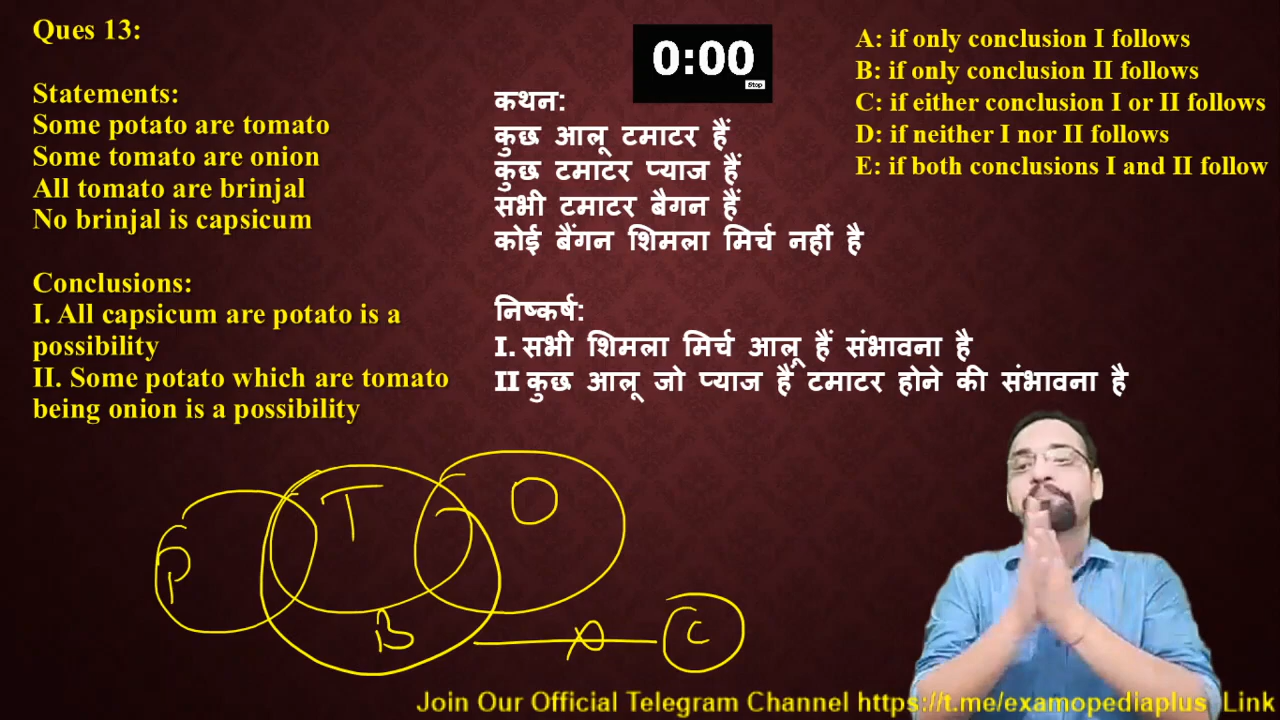 Ques 13:
Statements:
Some potato are tomato
Some tomato are onion
All tomato are brinjal
No brinjal is capsicum
Conclusions:
I. All capsicum are potato is a
possibility
II. Some potato which are tomato
being onion is a possibility
0:00
Stop
कथन:
कुछ आलू टमाटर हैं
कुछ टमाटर प्याज हैं
सभी टमाटर बैगन हैं
कोई बैंगन शिमला मिर्च नहीं है
निष्कर्ष:
I. सभी शिमला मिर्च आलू हैं संभावना है
II कुछ आलू जो प्याज हैं टमाटर होने की संभावना है
A: if only conclusion I follows
B: if only conclusion II follows
C: if either conclusion I or II follows
D: if neither I nor II follows
E: if both conclusions I and II follow
P
T
O
B
C
Join Our Official Telegram Channel https://t.me/examopediaplus Link